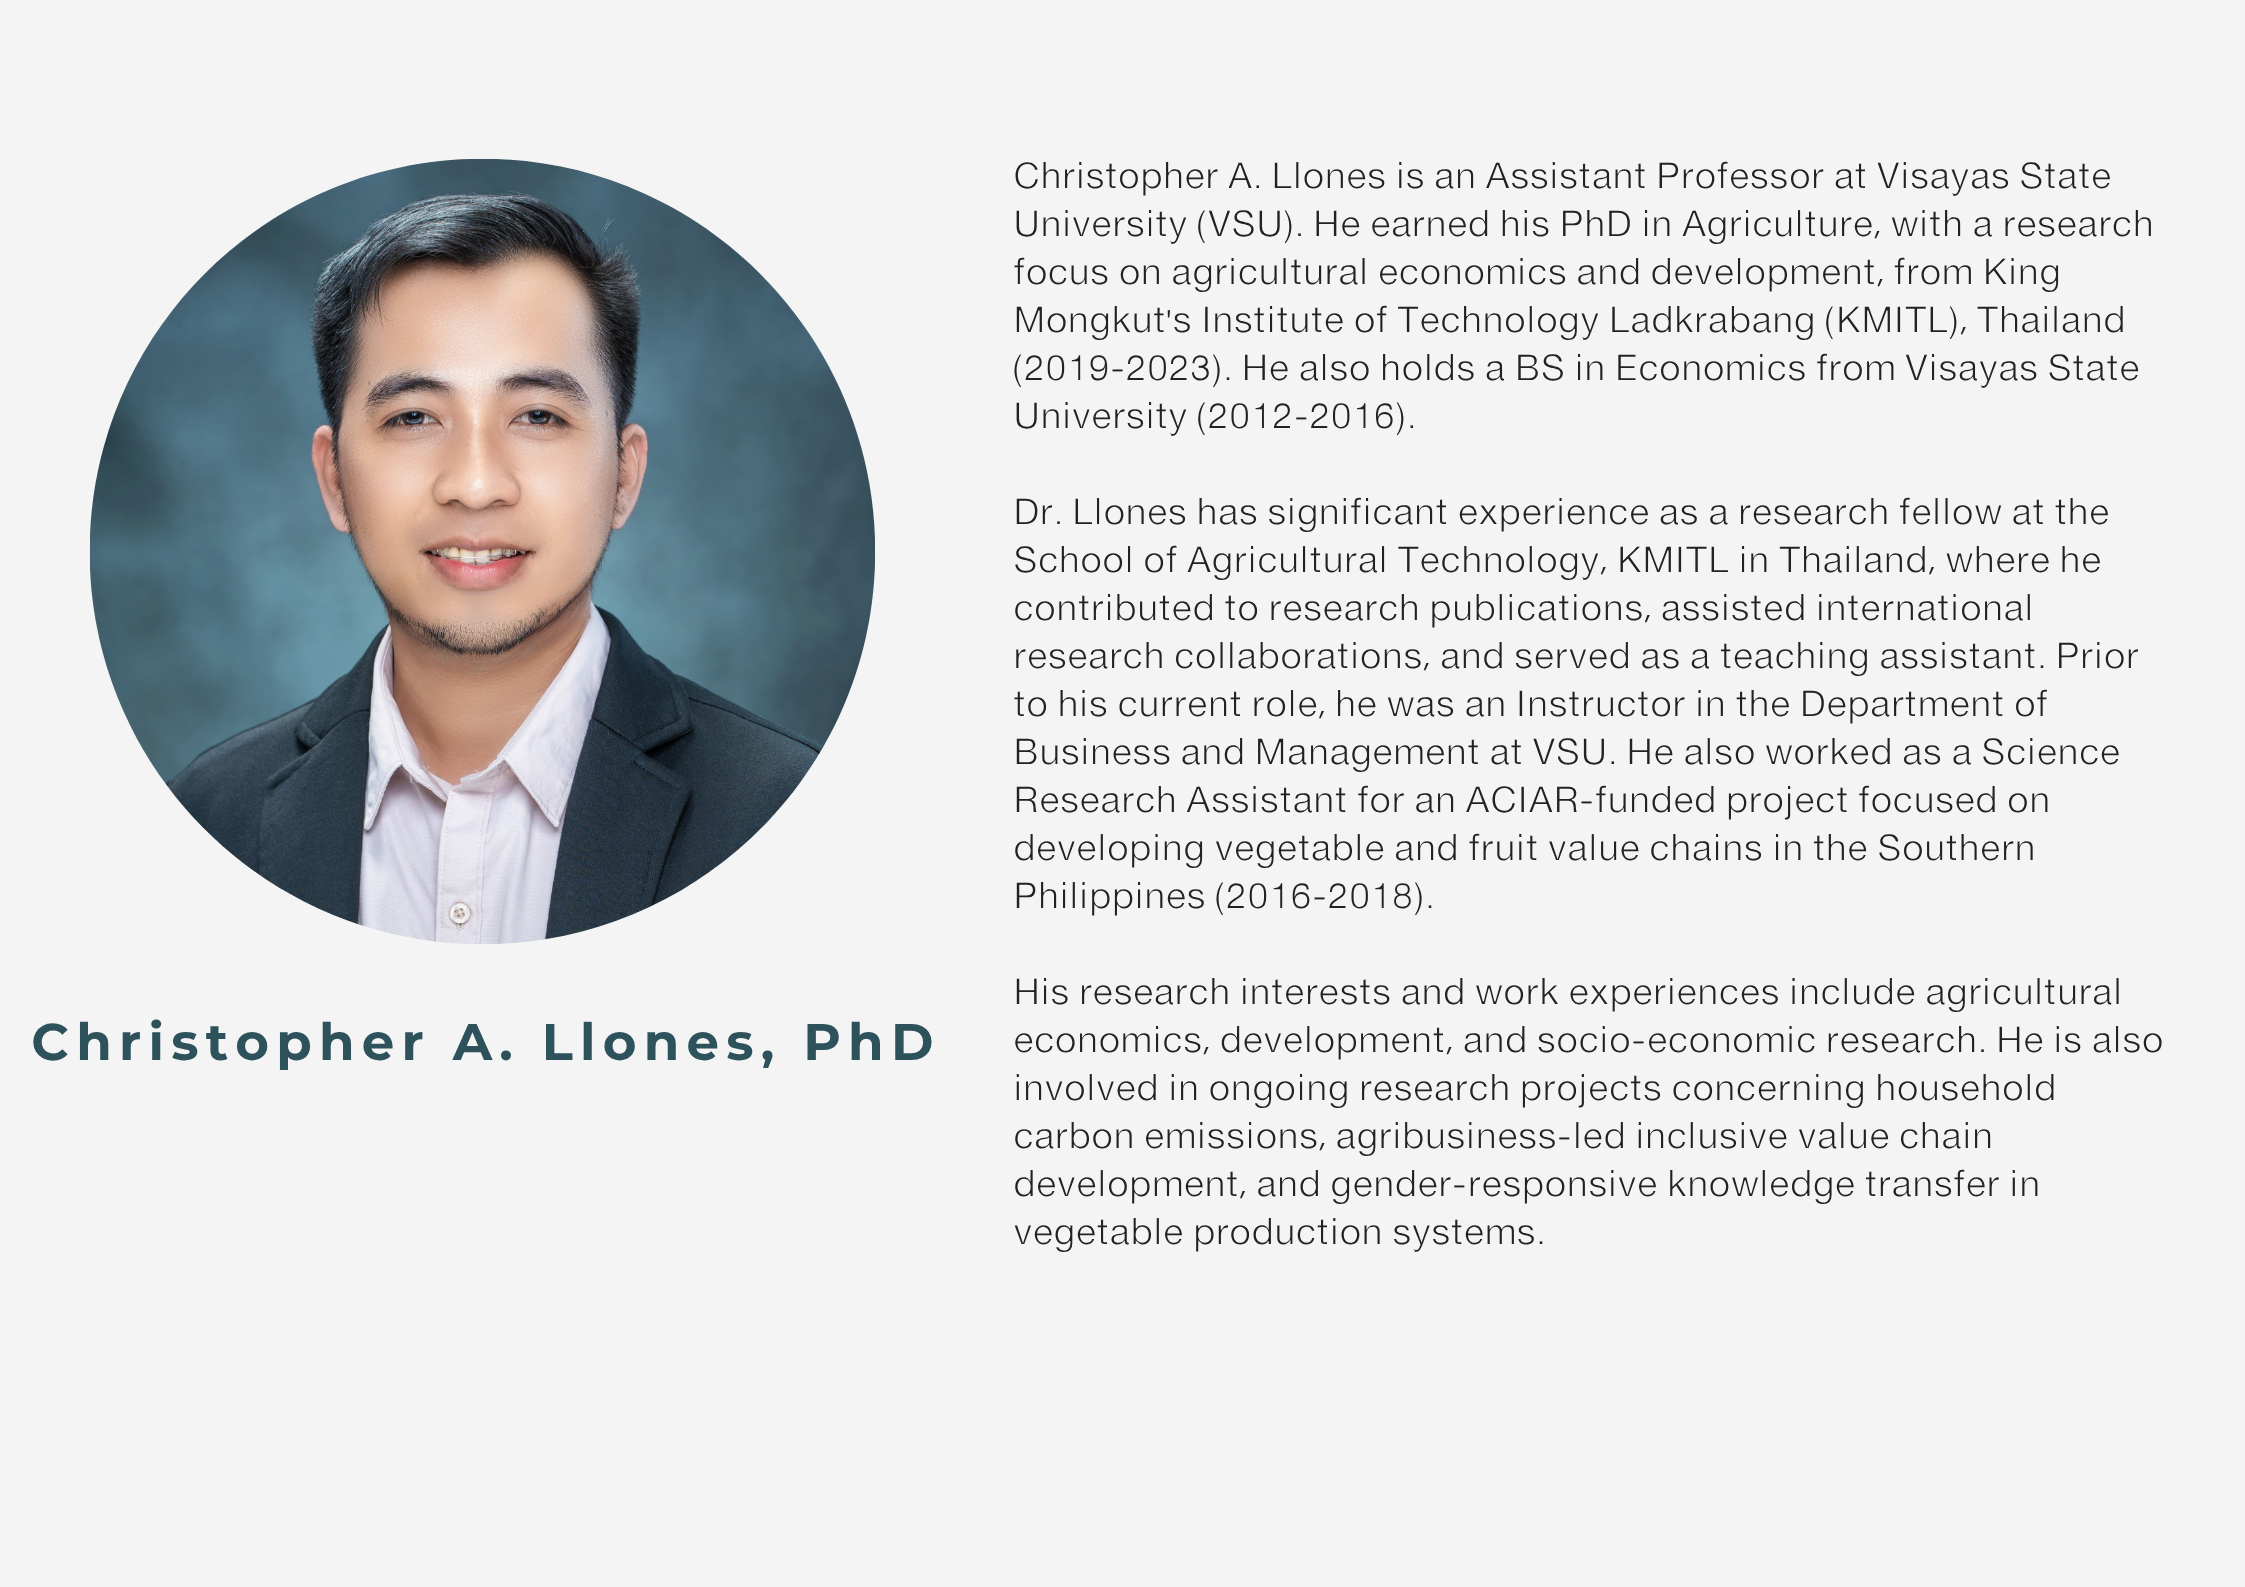 Christopher A. Llones, PhD
Christopher A. Llones is an Assistant Professor at Visayas State
University (VSU). He earned his PhD in Agriculture, with a research
focus on agricultural economics and development, from King
Mongkut's Institute of Technology Ladkrabang (KMITL), Thailand
(2019-2023). He also holds a BS in Economics from Visayas State
University (2012-2016).
Dr. Llones has significant experience as a research fellow at the
School of Agricultural Technology, KMITL in Thailand, where he
contributed to research publications, assisted international
research collaborations, and served as a teaching assistant. Prior
to his current role, he was an Instructor in the Department of
Business and Management at VSU. He also worked as a Science
Research Assistant for an ACIAR-funded project focused on
developing vegetable and fruit value chains in the Southern
Philippines (2016-2018).
His research interests and work experiences include agricultural
economics, development, and socio-economic research. He is also
involved in ongoing research projects concerning household
carbon emissions, agribusiness-led inclusive value chain
development, and gender-responsive knowledge transfer in
vegetable production systems.